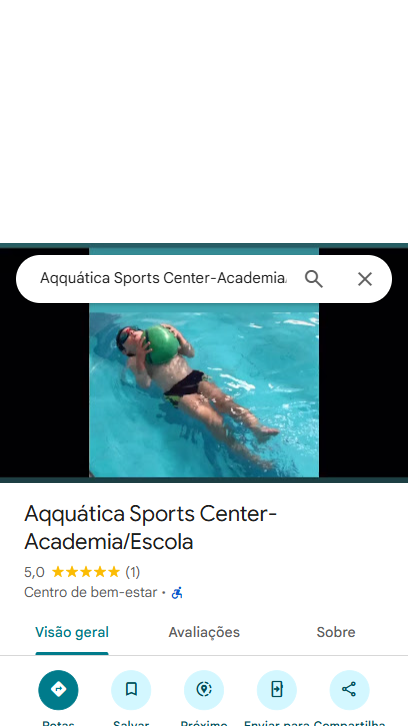 Aqquática Sports Center-Academia/
Aqquática Sports Center-
Academia/Escola
5,0 (1)
Centro de bem-estar ·
Visão geral Avaliações Sobre
Rotas Salvar Próximo Enviar para Compartilha